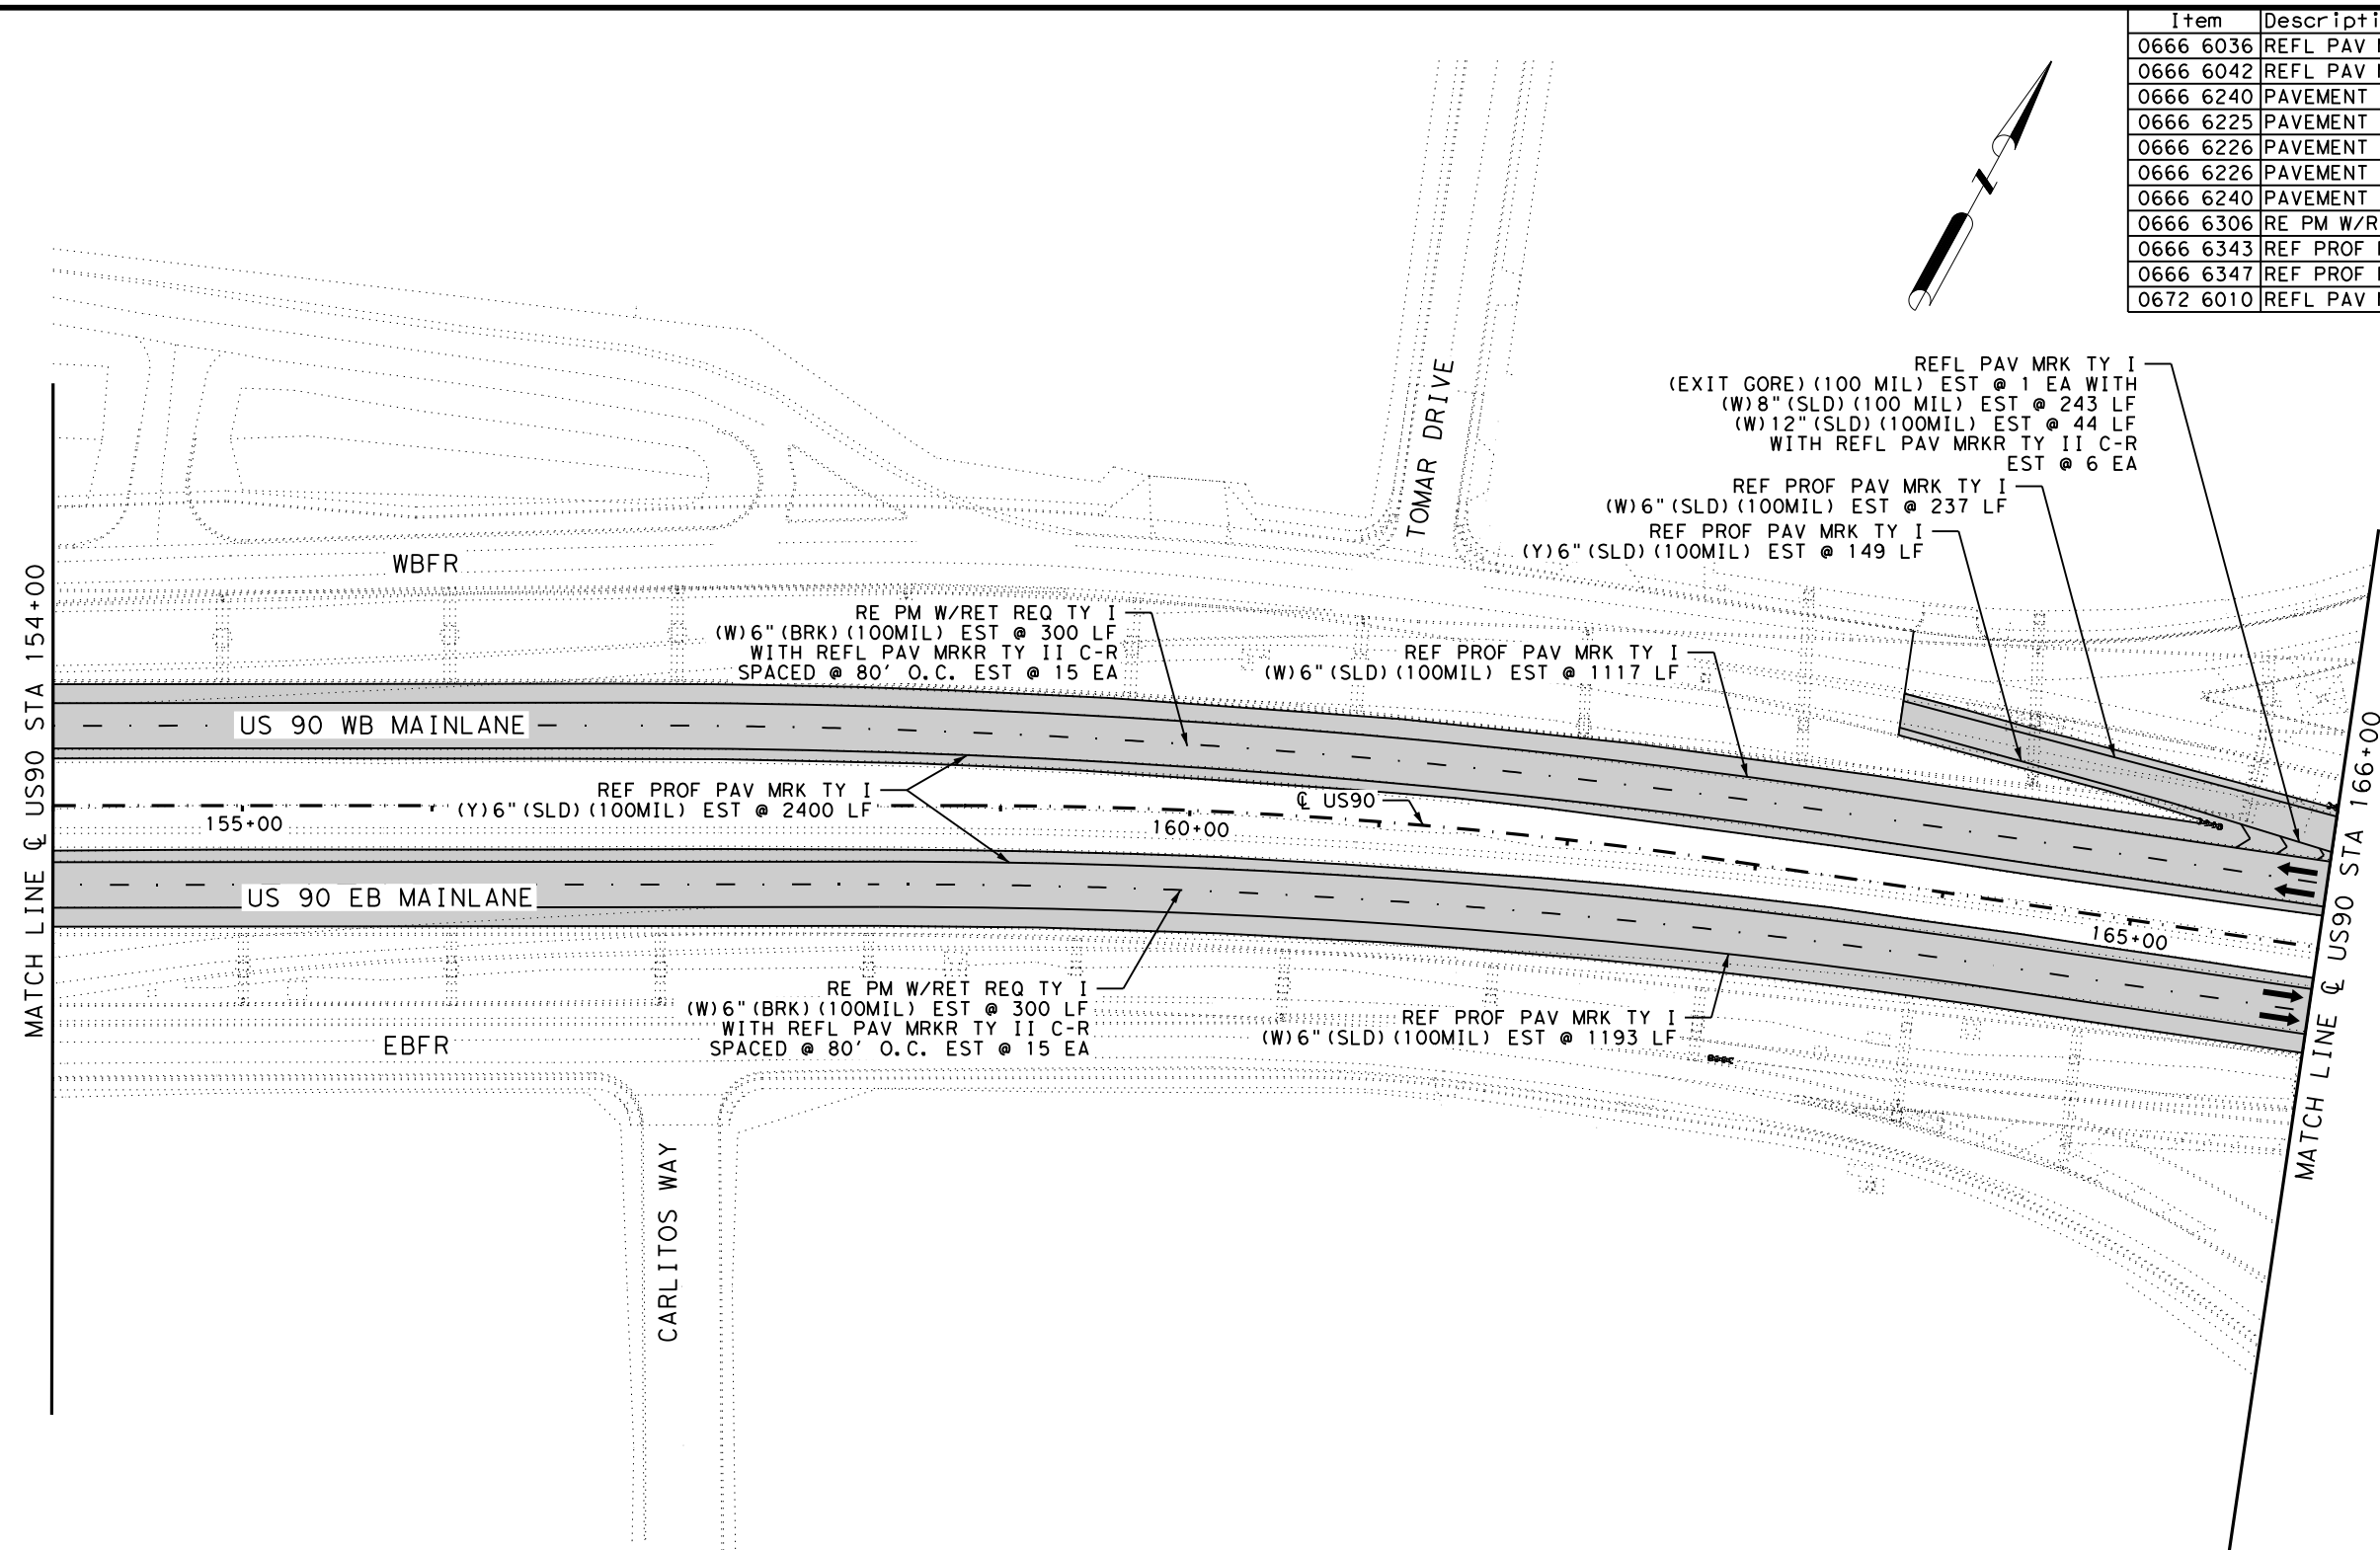 Item Descripti
0666 6036 REFL PAV
0666 6042 REFL PAV
0666 6240 PAVEMENT
0666 6225 PAVEMENT
0666 6226 PAVEMENT
0666 6226 PAVEMENT
0666 6240 PAVEMENT
0666 6306 RE PM W/R
0666 6343 REF PROF
0666 6347 REF PROF
0672 6010 REFL PAV
N
REFL PAV MRK TY I
(EXIT GORE)(100 MIL) EST @ 1 EA WITH
(W)8"(SLD)(100 MIL) EST @ 243 LF
(W)12"(SLD)(100MIL) EST @ 44 LF
WITH REFL PAV MRKR TY II C-R
EST @ 6 EA
REF PROF PAV MRK TY I
(W)6"(SLD)(100MIL) EST @ 237 LF
REF PROF PAV MRK TY I
(Y)6"(SLD)(100MIL) EST @ 149 LF
TOMAR DRIVE
WBFR
RE PM W/RET REQ TY I
(W)6"(BRK)(100MIL) EST @ 300 LF
WITH REFL PAV MRKR TY II C-R
SPACED @ 80' O.C. EST @ 15 EA
REF PROF PAV MRK TY I
(W)6"(SLD)(100MIL) EST @ 1117 LF
US 90 WB MAINLANE
REF PROF PAV MRK TY I
(Y)6"(SLD)(100MIL) EST @ 2400 LF
℄ US90
155+00
160+00
165+00
US 90 EB MAINLANE
RE PM W/RET REQ TY I
(W)6"(BRK)(100MIL) EST @ 300 LF
WITH REFL PAV MRKR TY II C-R
SPACED @ 80' O.C. EST @ 15 EA
REF PROF PAV MRK TY I
(W)6"(SLD)(100MIL) EST @ 1193 LF
EBFR
CARLITOS WAY
MATCH LINE ℄ US90 STA 154+00
MATCH LINE ℄ US90 STA 166+00